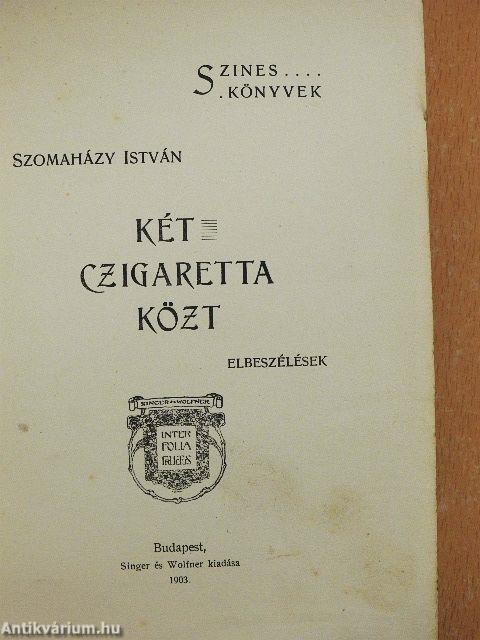 SZINES....
.KÖNYVEK
SZOMAHÁZY ISTVÁN
KÉT
CZIGARETTA
KÖZT
ELBESZÉLÉSEK
SINGER ÉS WOLFNER
INTER
FOLIA
FRUCTUS
Budapest,
Singer és Wolfner kiadása
1903.
Antikvárium.hu